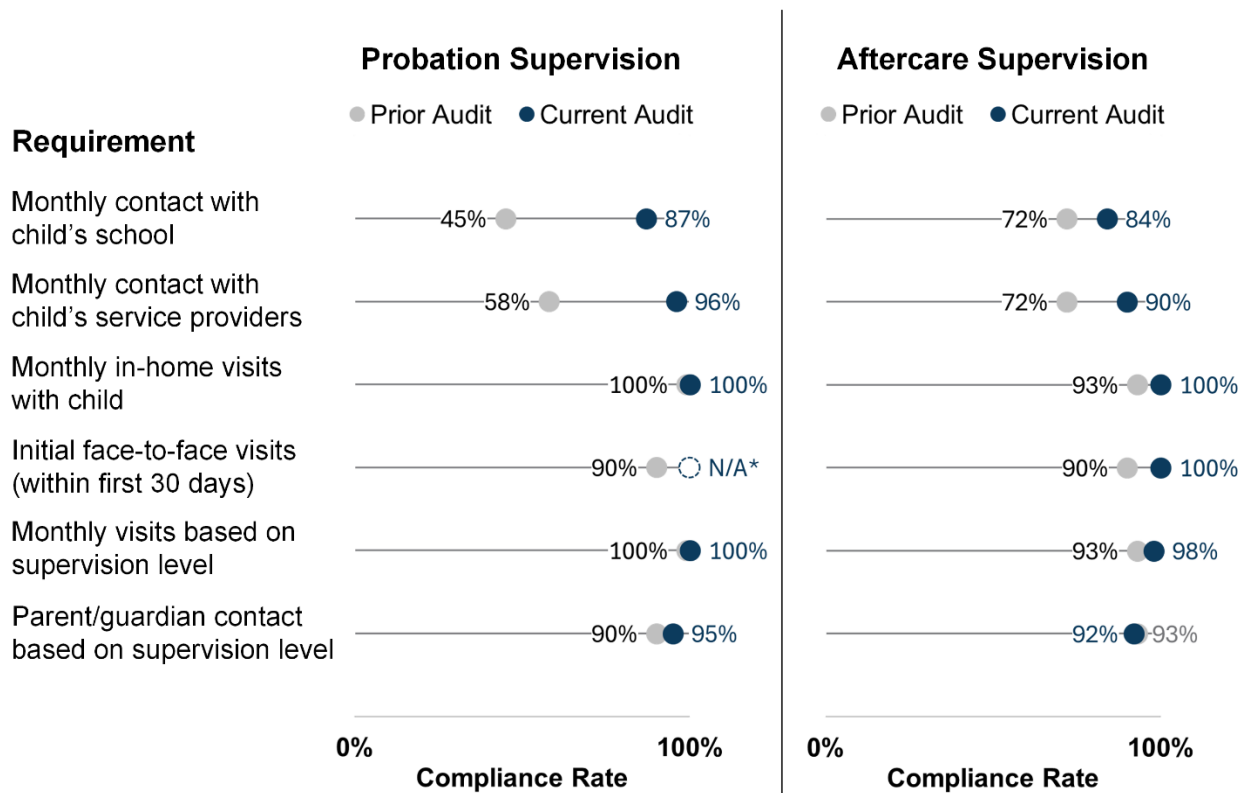 Probation Supervision
Aftercare Supervision
Prior Audit
Current Audit
Prior Audit
Current Audit
Requirement
Monthly contact with
child’s school
45%
87%
72%
84%
Monthly contact with
child’s service providers
58%
96%
72%
90%
Monthly in-home visits
with child
100%
100%
93%
100%
Initial face-to-face visits
(within first 30 days)
90%
N/A*
90%
100%
Monthly visits based on
supervision level
100%
100%
93%
98%
Parent/guardian contact
based on supervision level
90%
95%
92%
93%
0%
100%
0%
100%
Compliance Rate
Compliance Rate